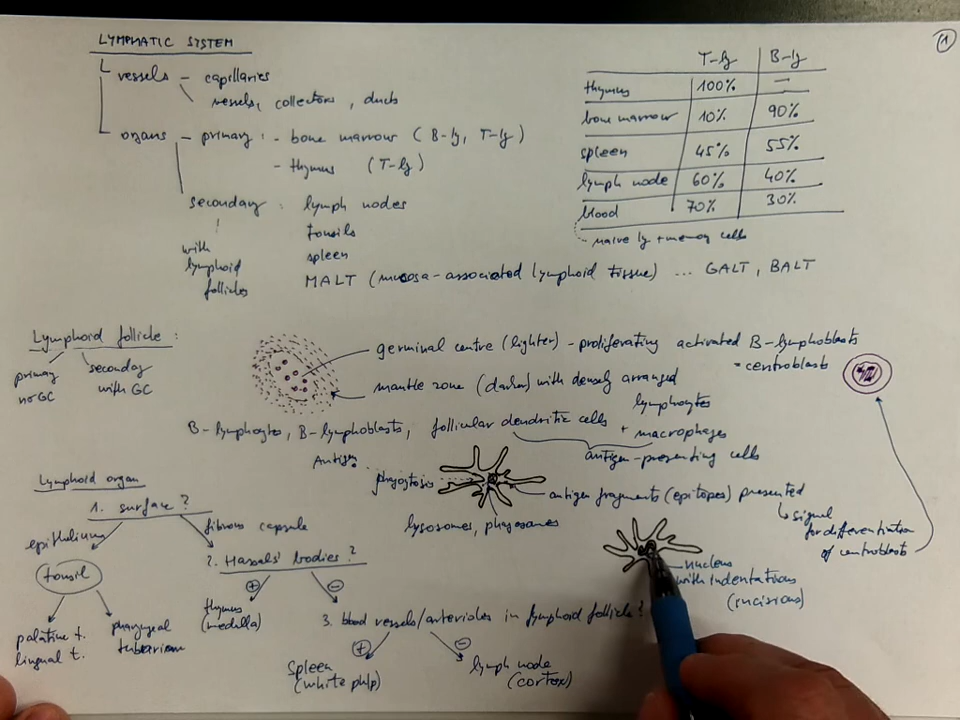 1
LYMPHATIC SYSTEM
vessels - capillaries
vessels, collectors, ducts
organs - primary : - bone marrow (B-ly, T-ly)
- thymus (T-ly)
seconday : lymph nodes
tonsils
spleen
MALT (mucosa-associated lymphoid tissue) ... GALT, BALT
!
with
lymphoid
follicles
T-ly B-ly
thymus 100% —
bone marrow 10% 90%
spleen 45% 55%
lymph node 60% 40%
blood 70% 30%
naive ly + memory cells
Lymphoid follicle :
primary
no GC
seconday
with GC
germinal centre (lighter) - proliferating activated B-lymphoblasts
= centroblasts
mantle zone (darker) with densely arranged
lymphocytes
B-lymphocytes, B-lymphoblasts, follicular dendritic cells + macrophages
antigen-presenting cells
Antigen
phagocytosis
antigen fragments (epitopes) presented
signal
for differentiation
of centroblasts
lysosomes, phagosomes
nucleus
with indentations
(incisions)
Lymphoid organ
1. surface ?
epithelium
fibrous capsule
tonsil
palatine t.
lingual t.
pharyngeal
2. Hassals' bodies ?
+ -
thymus
(medulla)
3. blood vessels/arterioles in lymphoid follicle ?
+ -
Spleen
(white pulp)
lymph node
(cortex)